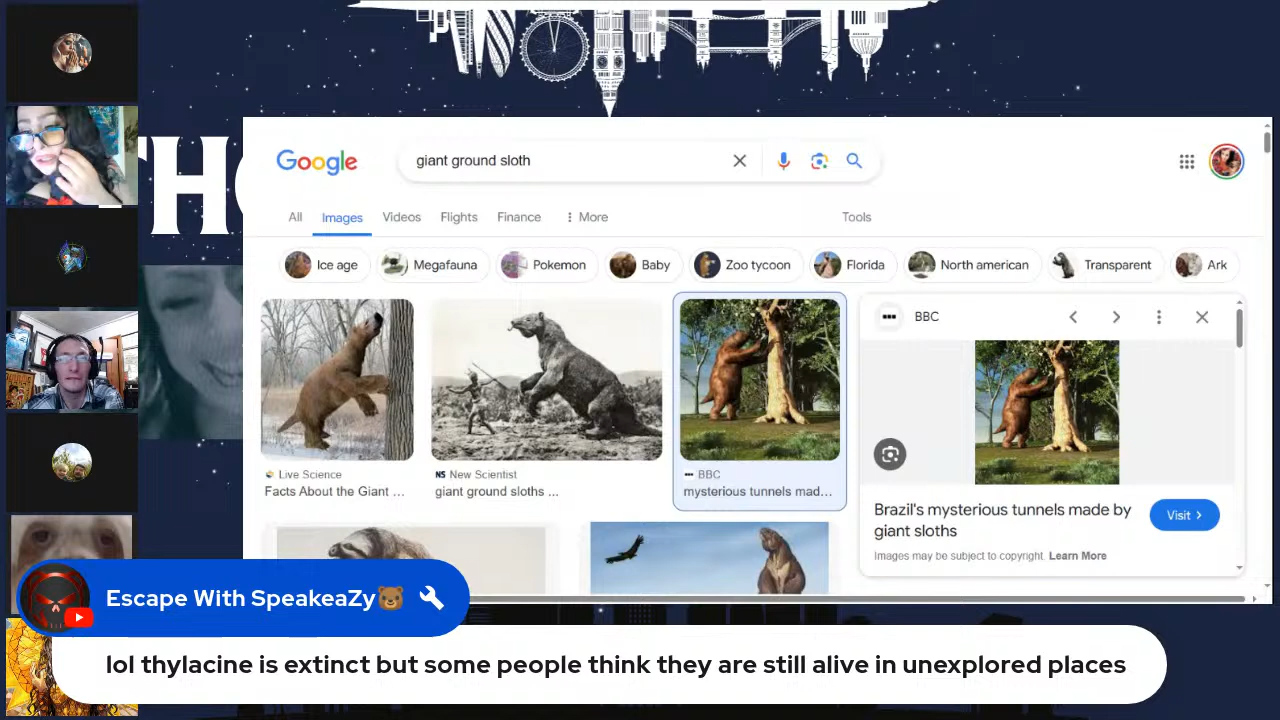 WORLD
TH
Google
giant ground sloth
All Images Videos Flights Finance More Tools
Ice age Megafauna Pokemon Baby Zoo tycoon Florida North american Transparent Ark
BBC
Live Science
Facts About the Giant ...
NS New Scientist
giant ground sloths ...
BBC
mysterious tunnels mad...
Brazil's mysterious tunnels made by
giant sloths
Visit
Images may be subject to copyright. Learn More
Escape With SpeakeaZy🐻 🔧
lol thylacine is extinct but some people think they are still alive in unexplored places